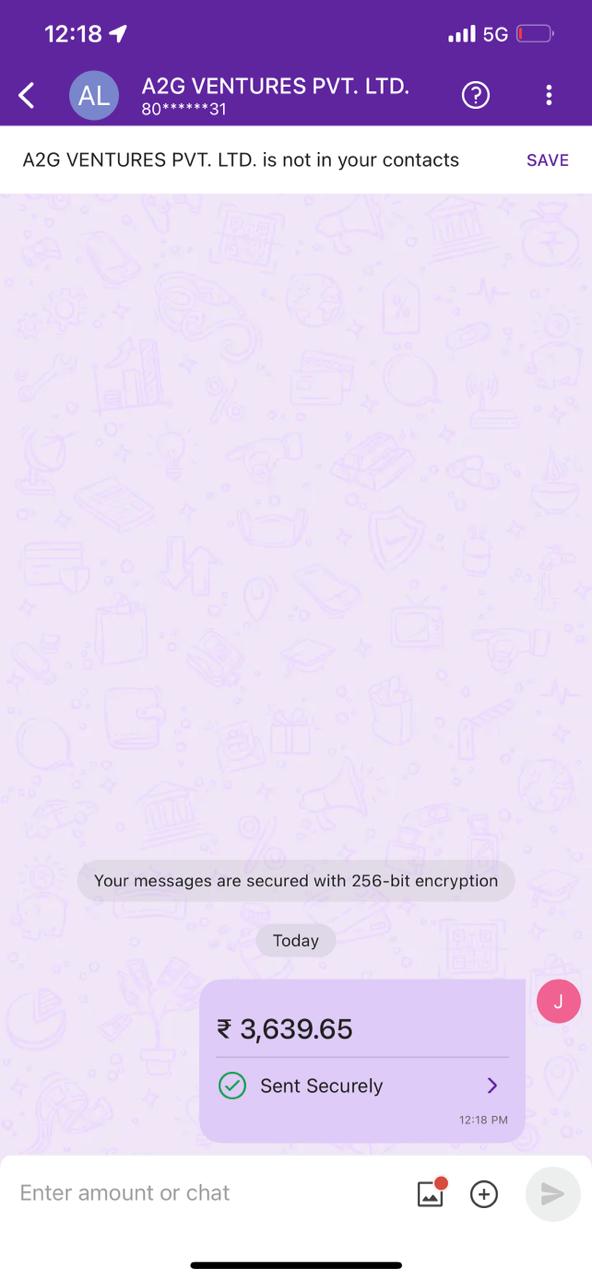 12:18
5G
AL
A2G VENTURES PVT. LTD.
80******31
A2G VENTURES PVT. LTD. is not in your contacts
SAVE
Your messages are secured with 256-bit encryption
Today
₹ 3,639.65
J
Sent Securely
12:18 PM
Enter amount or chat